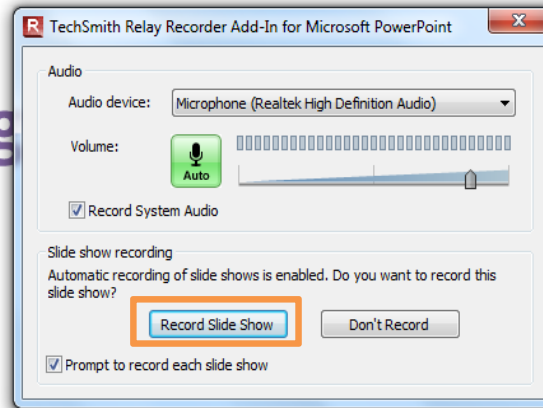 R TechSmith Relay Recorder Add-In for Microsoft PowerPoint
Audio
Audio device: Microphone (Realtek High Definition Audio)
Volume:
Auto
Record System Audio
Slide show recording
Automatic recording of slide shows is enabled. Do you want to record this
slide show?
Record Slide Show Don't Record
Prompt to record each slide show